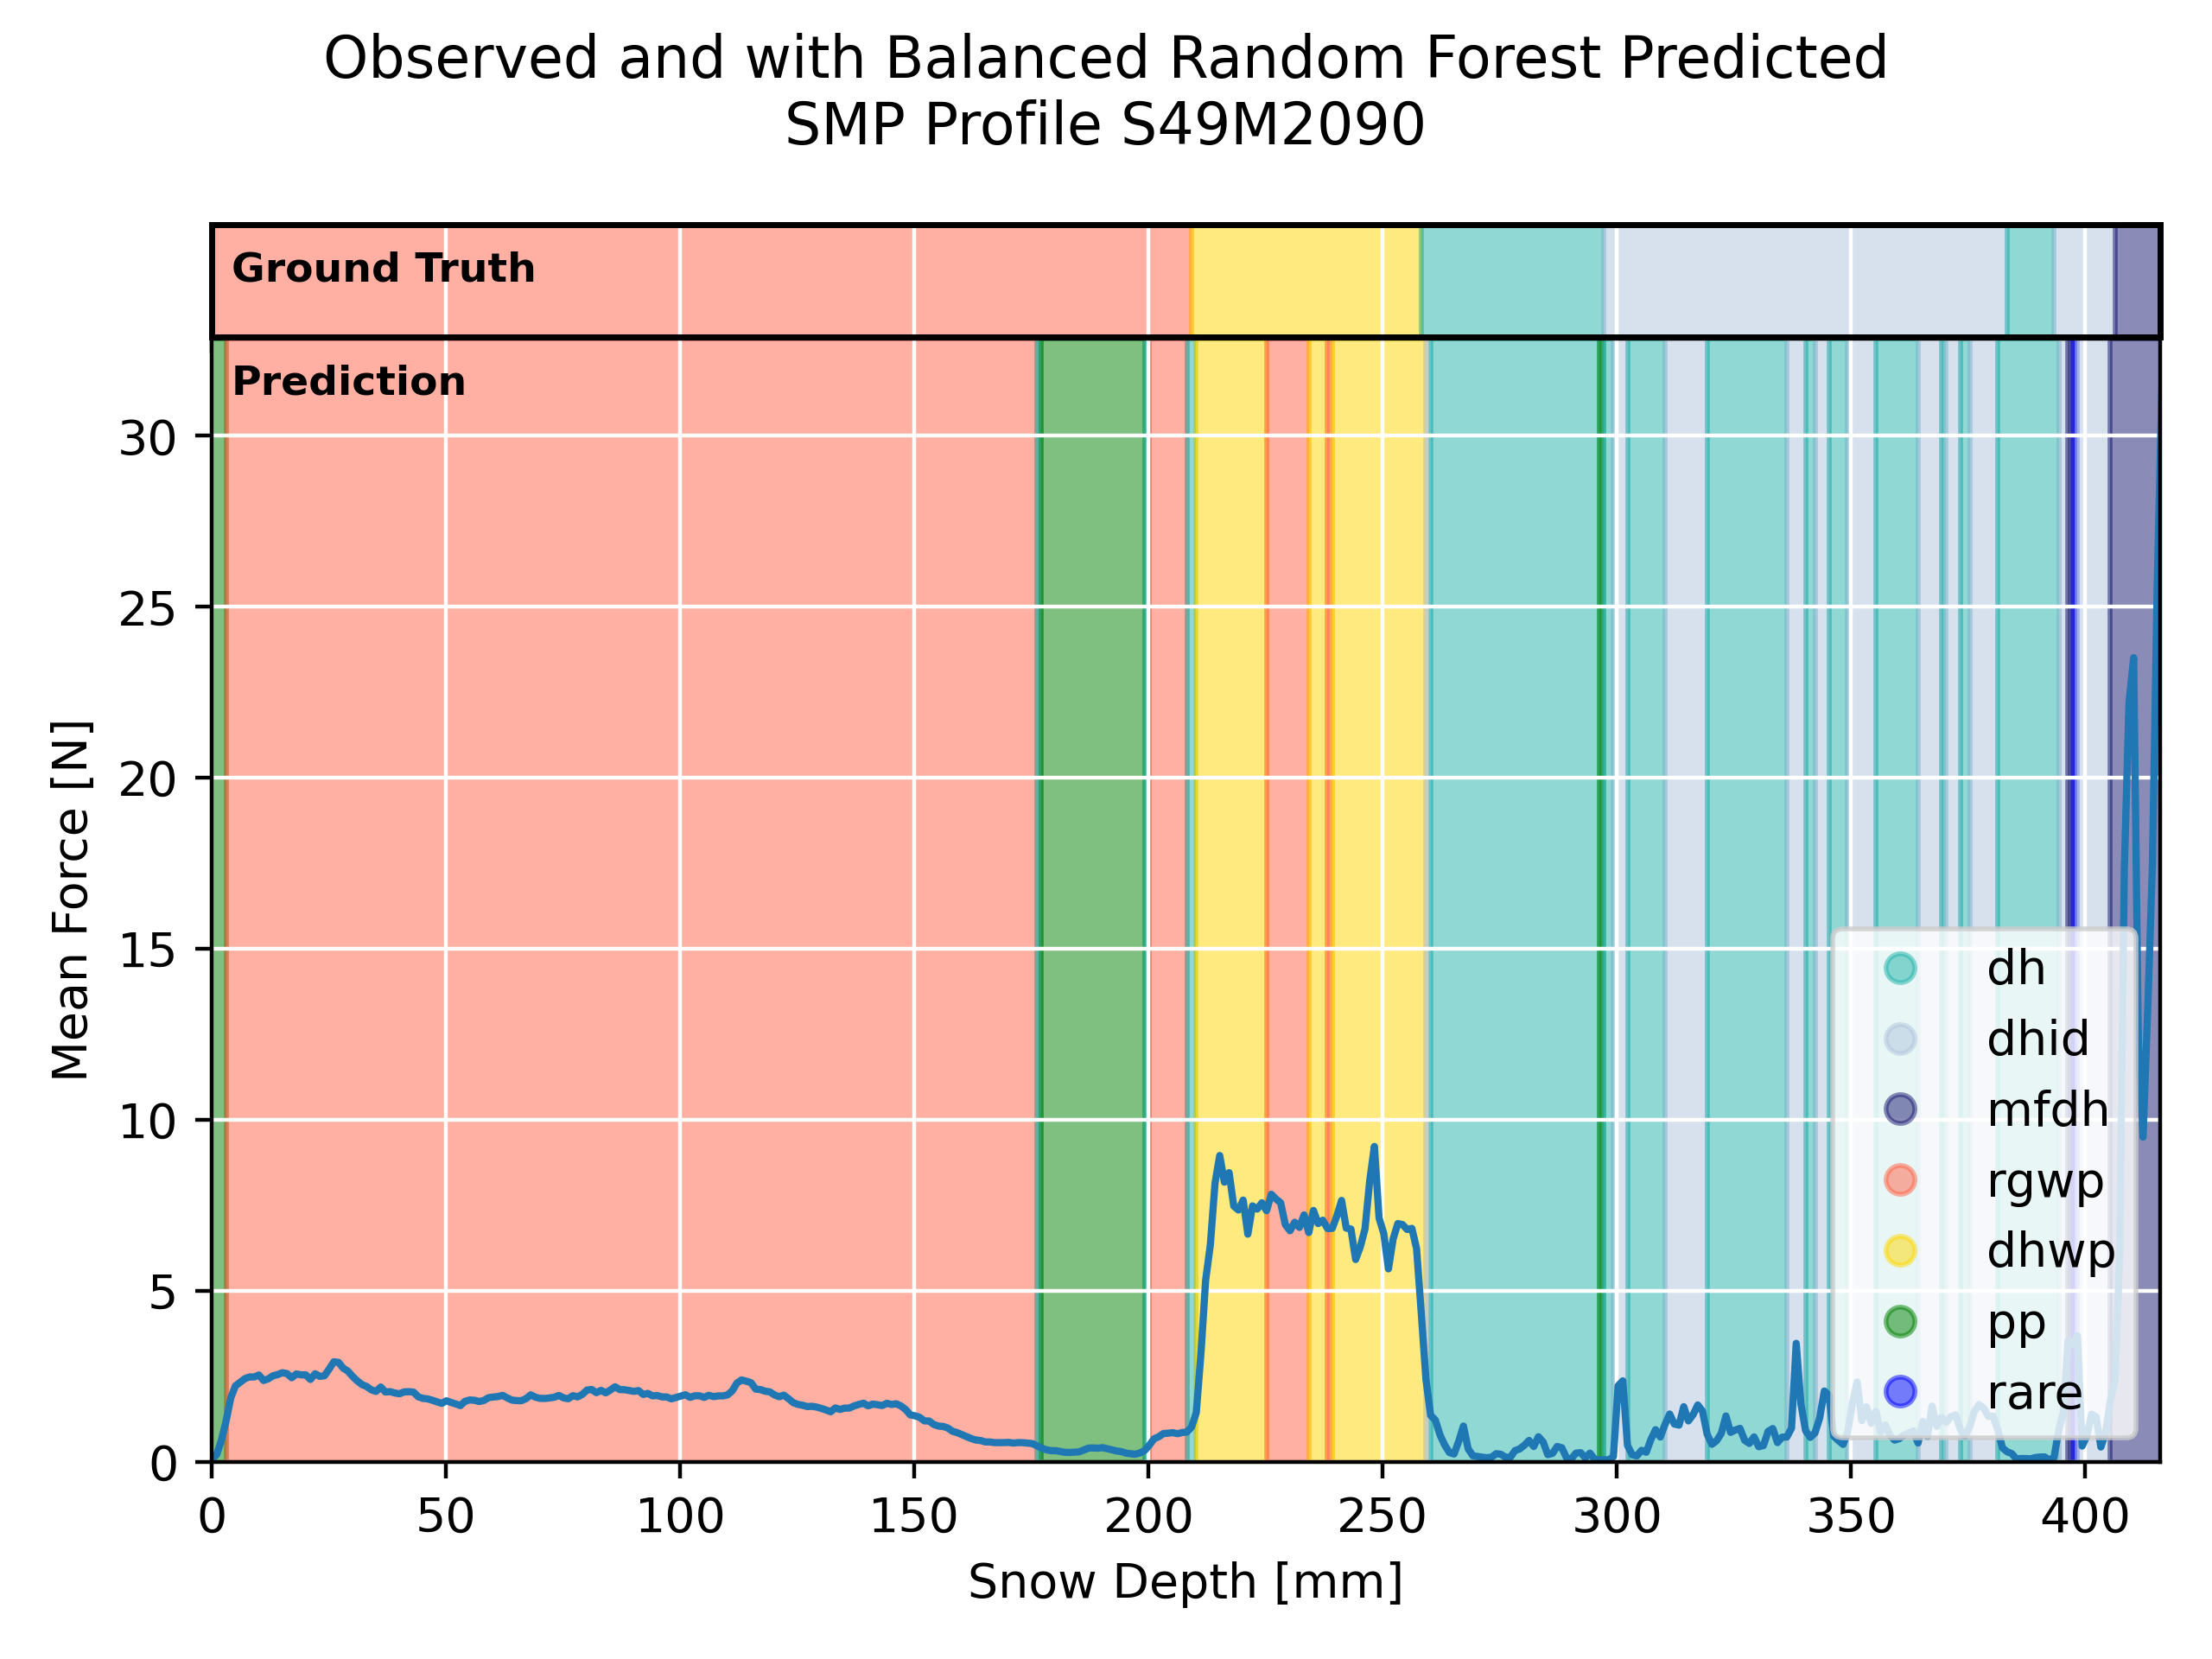 Observed and with Balanced Random Forest Predicted
SMP Profile S49M2090
Ground Truth
Prediction
30
25
20
15
10
5
0
Mean Force [N]
dh
dhid
mfdh
rgwp
dhwp
pp
rare
0 50 100 150 200 250 300 350 400
Snow Depth [mm]